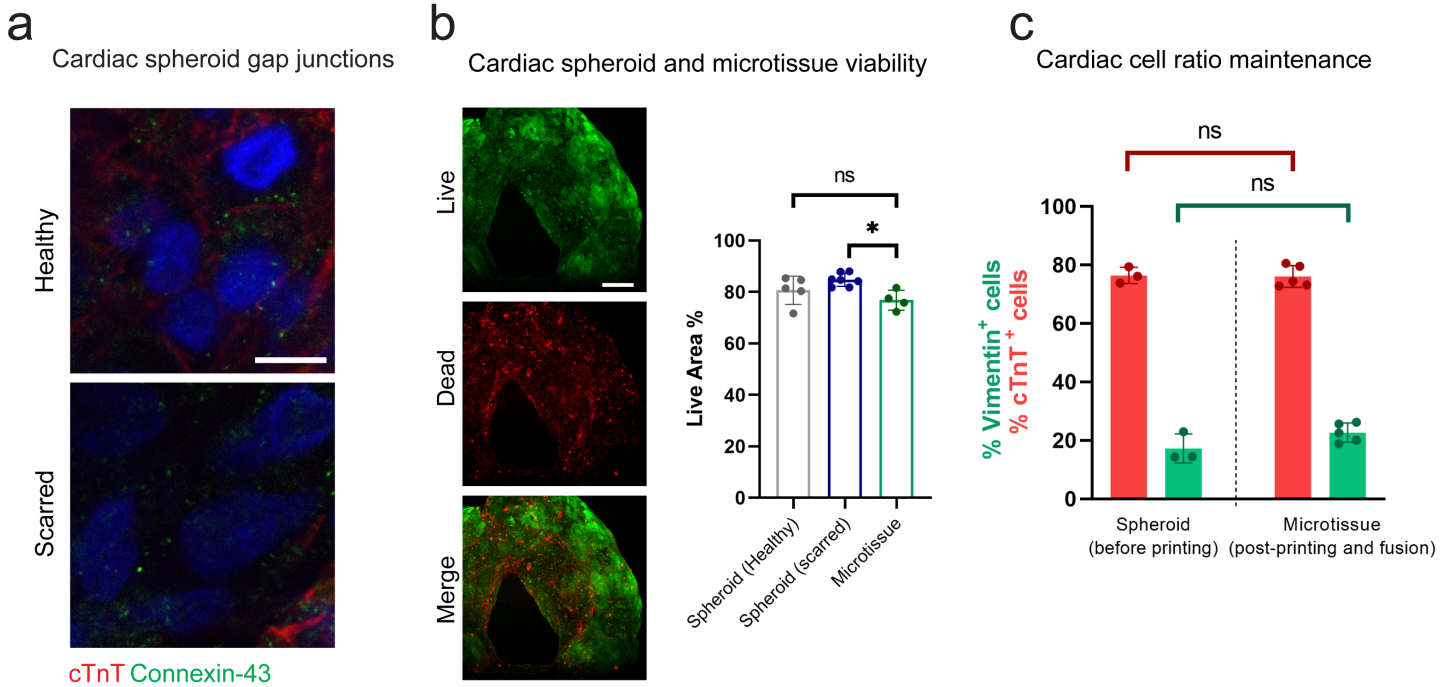 a
Cardiac spheroid gap junctions
Healthy
Scarred
cTnT Connexin-43
b
Cardiac spheroid and microtissue viability
Live
Dead
Merge
ns
*
Live Area %
100
80
60
40
20
0
Spheroid (Healthy)
Spheroid (scarred)
Microtissue
c
Cardiac cell ratio maintenance
ns
ns
% Vimentin+ cells
% cTnT + cells
100
80
60
40
20
0
Spheroid
(before printing)
Microtissue
(post-printing and fusion)